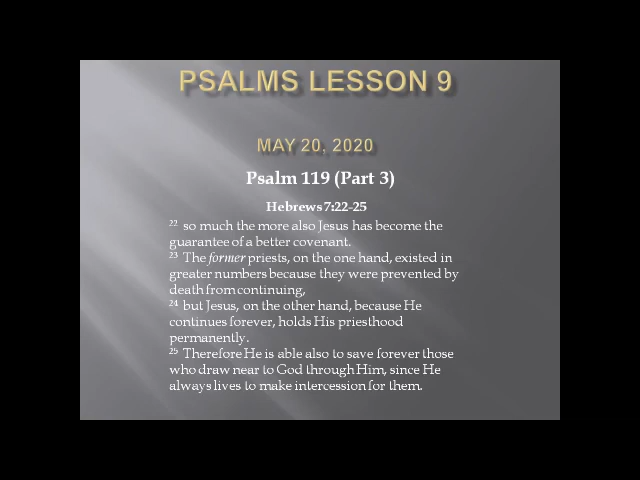 PSALMS LESSON 9
MAY 20, 2020
Psalm 119 (Part 3)
Hebrews 7:22-25
22 so much the more also Jesus has become the
guarantee of a better covenant.
23 The former priests, on the one hand, existed in
greater numbers because they were prevented by
death from continuing,
24 but Jesus, on the other hand, because He
continues forever, holds His priesthood
permanently.
25 Therefore He is able also to save forever those
who draw near to God through Him, since He
always lives to make intercession for them.